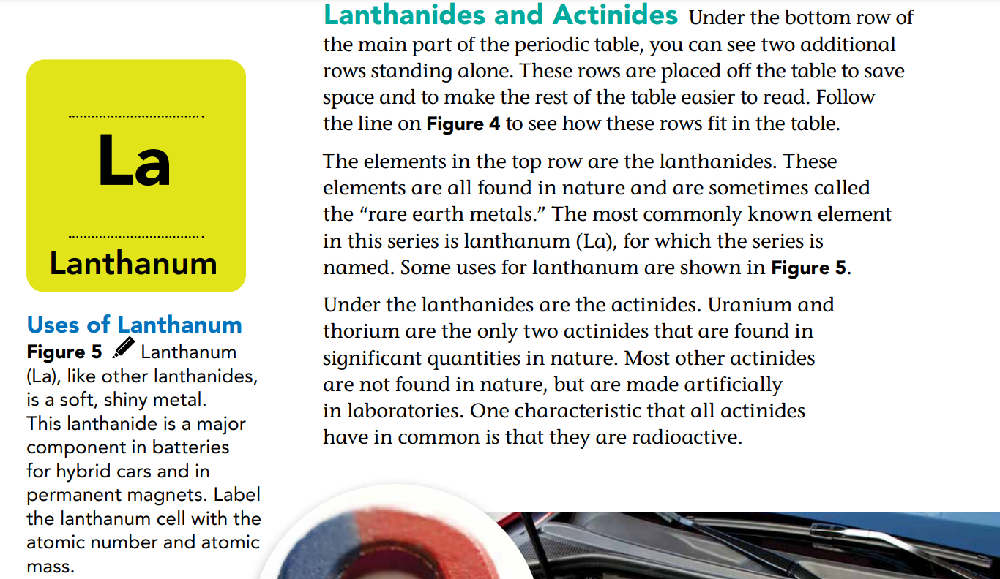 Lanthanides and Actinides Under the bottom row of
the main part of the periodic table, you can see two additional
rows standing alone. These rows are placed off the table to save
space and to make the rest of the table easier to read. Follow
the line on Figure 4 to see how these rows fit in the table.
The elements in the top row are the lanthanides. These
elements are all found in nature and are sometimes called
the “rare earth metals.” The most commonly known element
in this series is lanthanum (La), for which the series is
named. Some uses for lanthanum are shown in Figure 5.
Under the lanthanides are the actinides. Uranium and
thorium are the only two actinides that are found in
significant quantities in nature. Most other actinides
are not found in nature, but are made artificially
in laboratories. One characteristic that all actinides
have in common is that they are radioactive.
La
Lanthanum
Uses of Lanthanum
Figure 5 Lanthanum
(La), like other lanthanides,
is a soft, shiny metal.
This lanthanide is a major
component in batteries
for hybrid cars and in
permanent magnets. Label
the lanthanum cell with the
atomic number and atomic
mass.